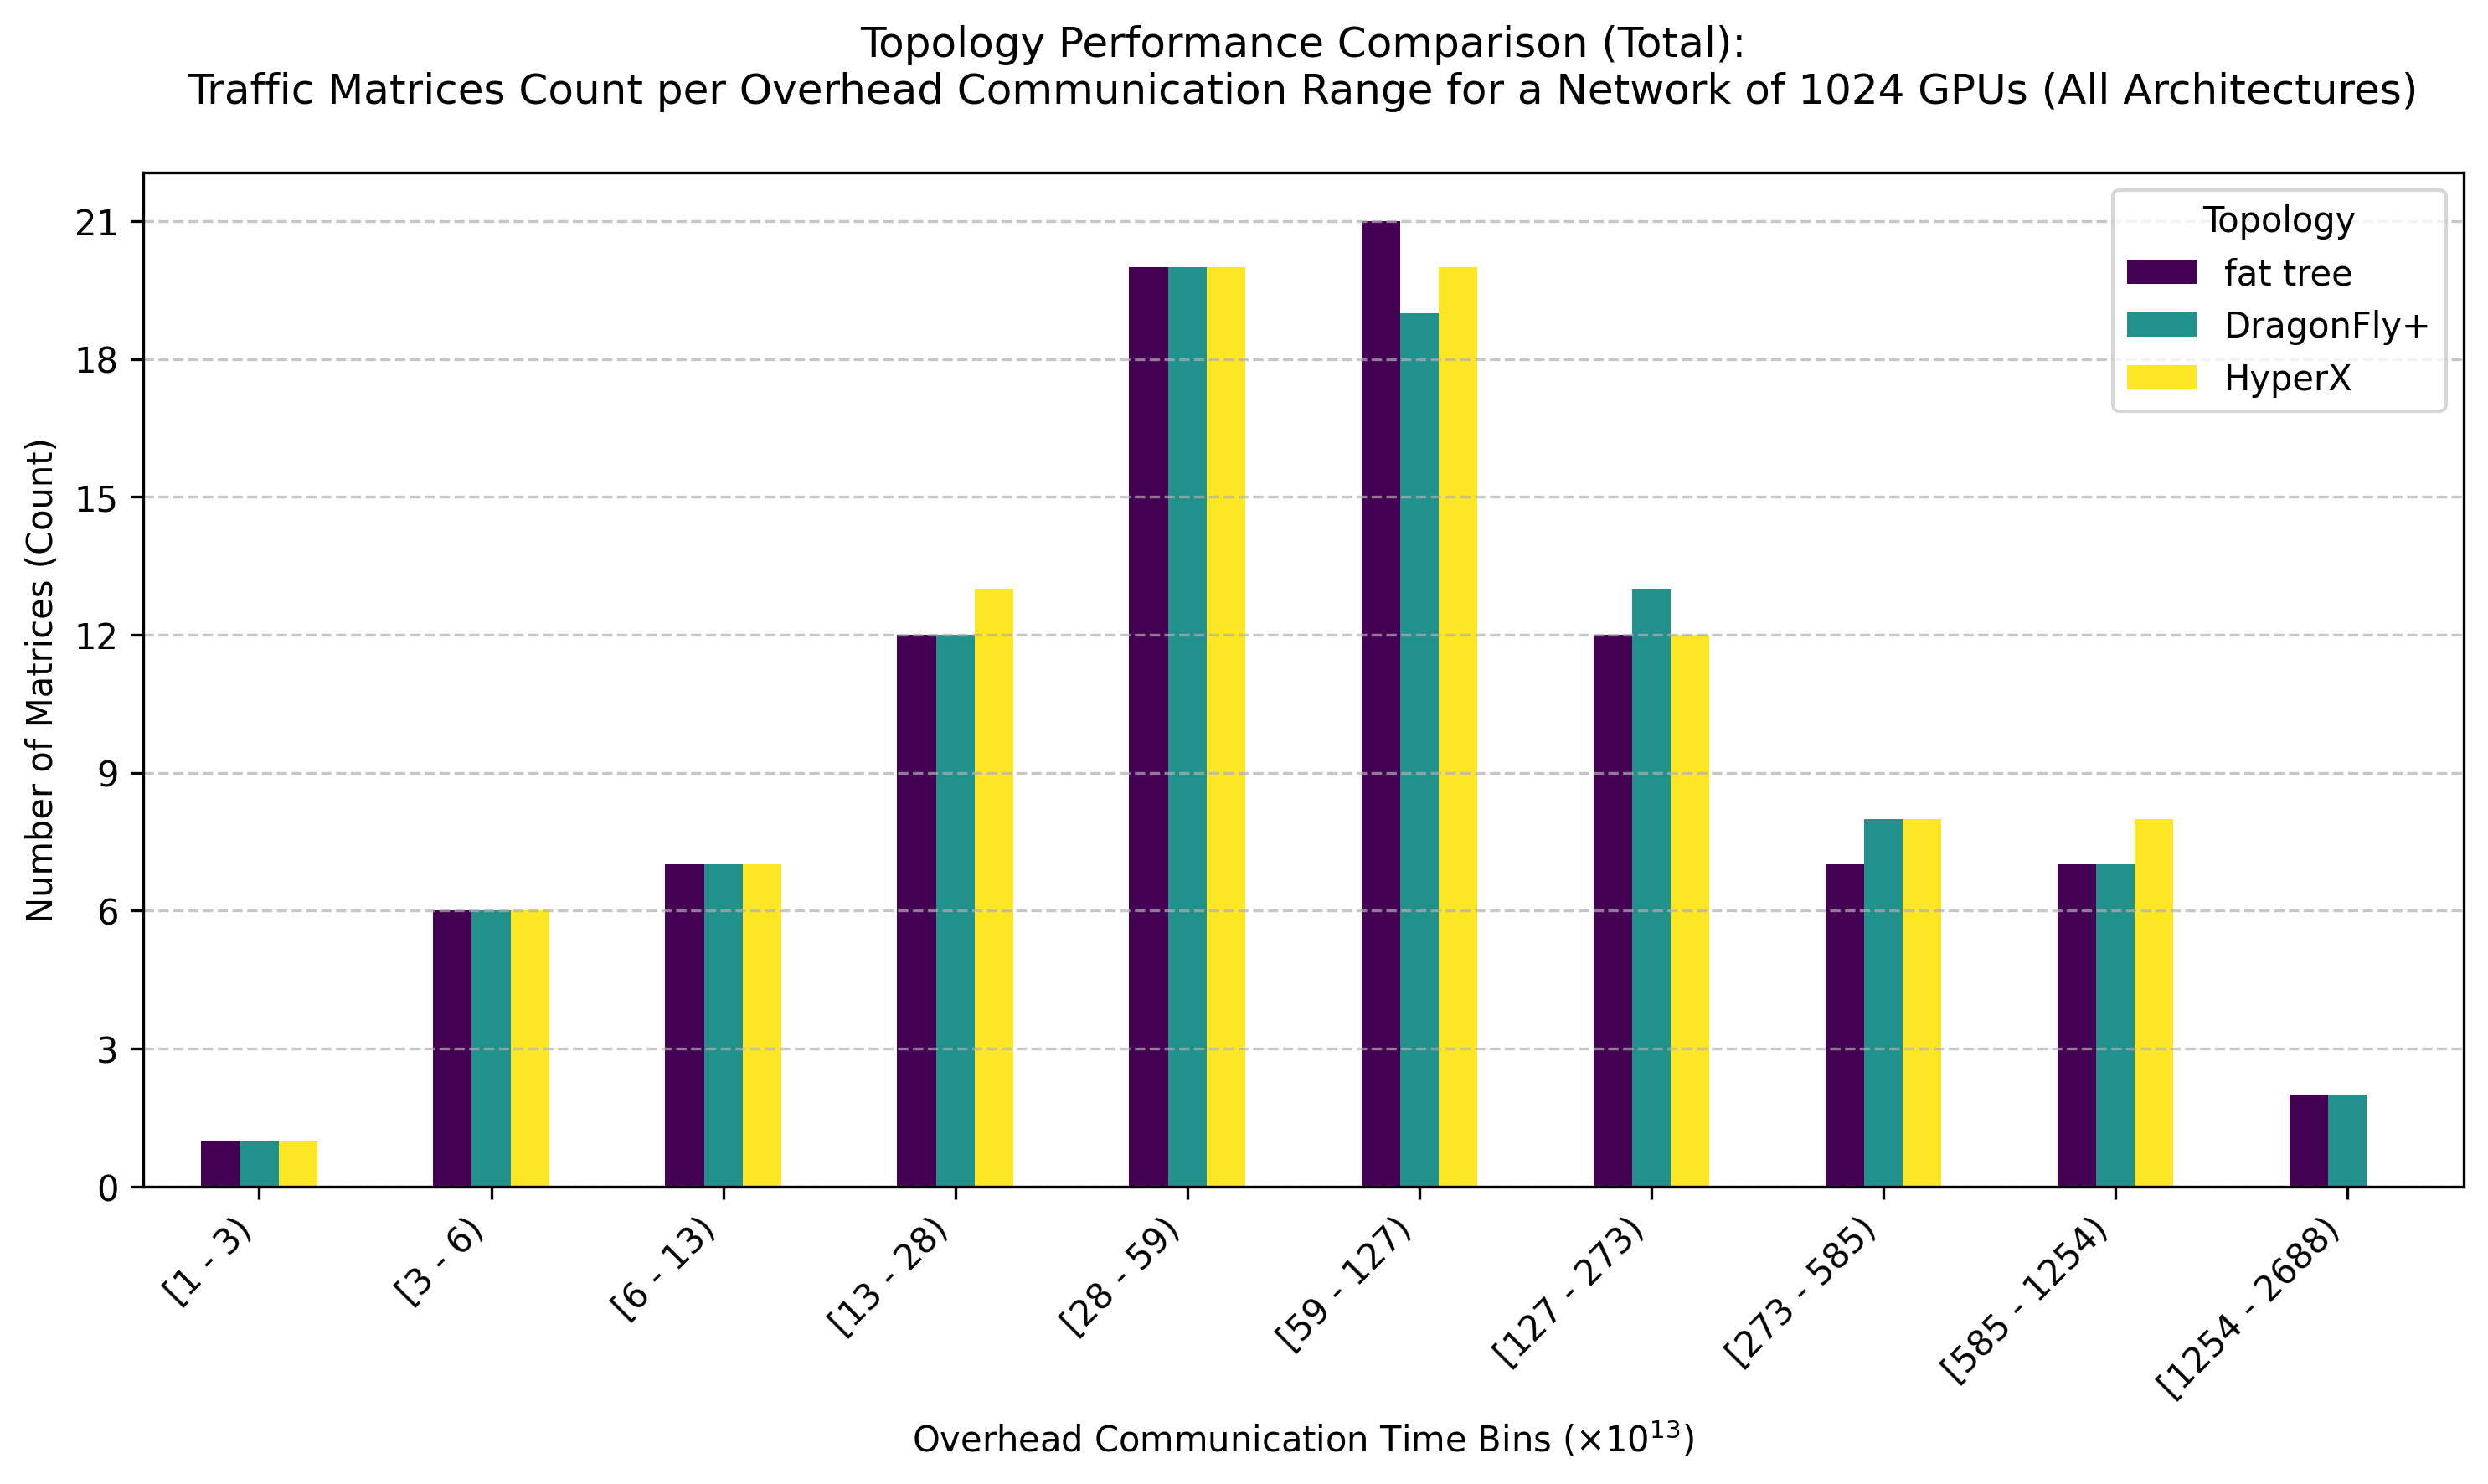 Topology Performance Comparison (Total):
Traffic Matrices Count per Overhead Communication Range for a Network of 1024 GPUs (All Architectures)
Topology
fat tree
DragonFly+
HyperX
Number of Matrices (Count)
21
18
15
12
9
6
3
0
[1 - 3)
[3 - 6)
[6 - 13)
[13 - 28)
[28 - 59)
[59 - 127)
[127 - 273)
[273 - 585)
[585 - 1254)
[1254 - 2688)
Overhead Communication Time Bins (×10¹³)